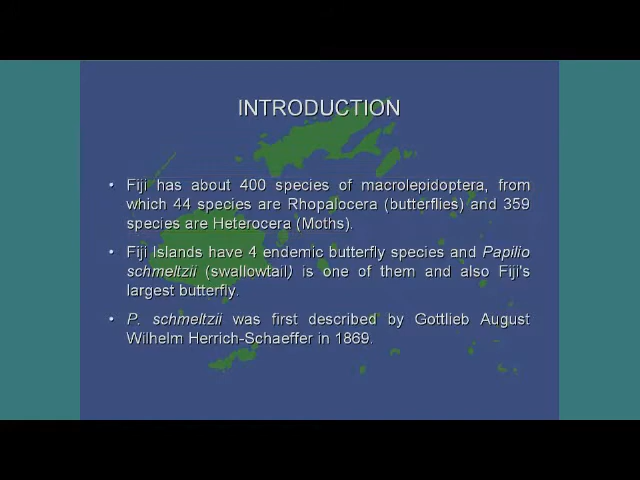 INTRODUCTION
• Fiji has about 400 species of macrolepidoptera, from
which 44 species are Rhopalocera (butterflies) and 359
species are Heterocera (Moths).
• Fiji Islands have 4 endemic butterfly species and Papilio
schmeltzii (swallowtail) is one of them and also Fiji's
largest butterfly.
• P. schmeltzii was first described by Gottlieb August
Wilhelm Herrich-Schaeffer in 1869.